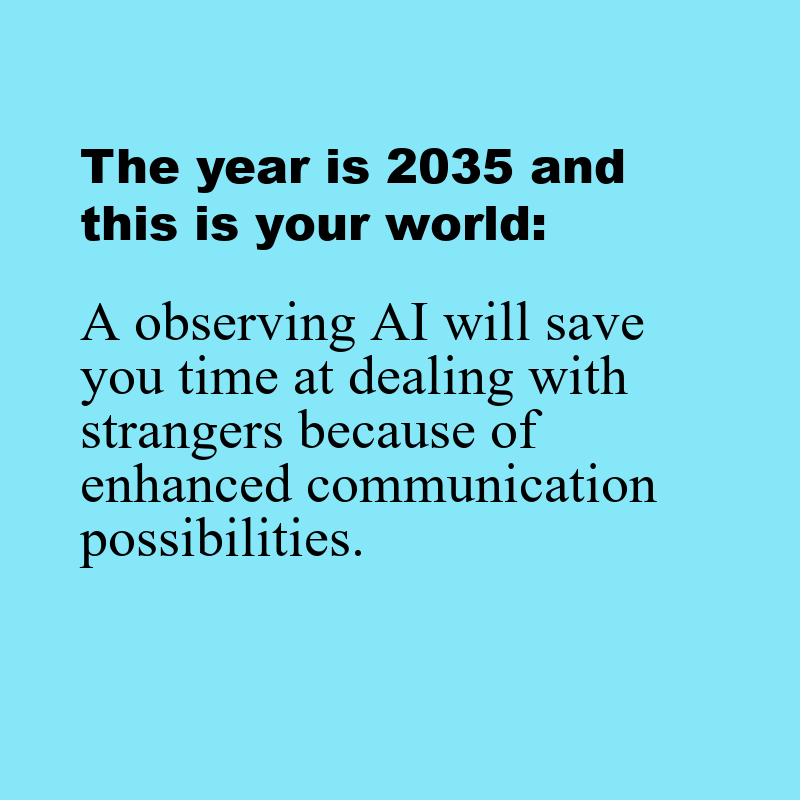 The year is 2035 and
this is your world:
A observing AI will save
you time at dealing with
strangers because of
enhanced communication
possibilities.